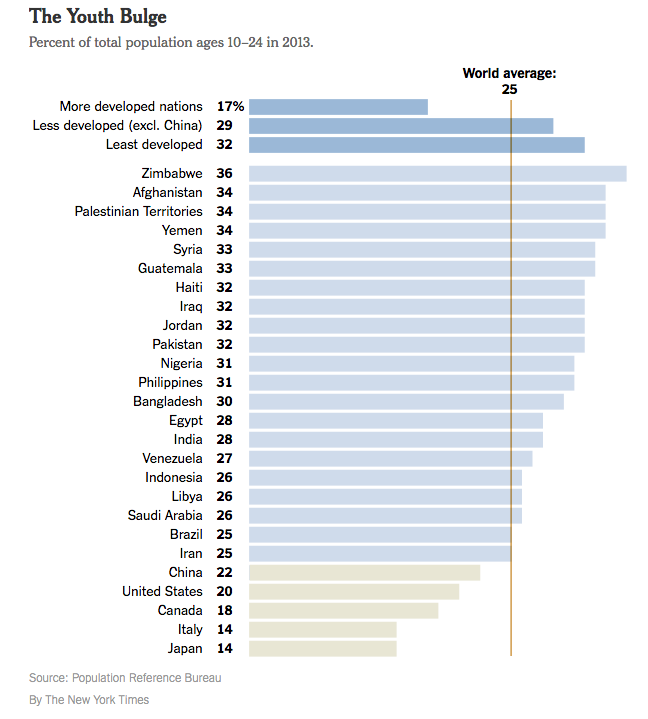 The Youth Bulge
Percent of total population ages 10–24 in 2013.
World average:
25
More developed nations 17%
Less developed (excl. China) 29
Least developed 32
Zimbabwe 36
Afghanistan 34
Palestinian Territories 34
Yemen 34
Syria 33
Guatemala 33
Haiti 32
Iraq 32
Jordan 32
Pakistan 32
Nigeria 31
Philippines 31
Bangladesh 30
Egypt 28
India 28
Venezuela 27
Indonesia 26
Libya 26
Saudi Arabia 26
Brazil 25
Iran 25
China 22
United States 20
Canada 18
Italy 14
Japan 14
Source: Population Reference Bureau
By The New York Times